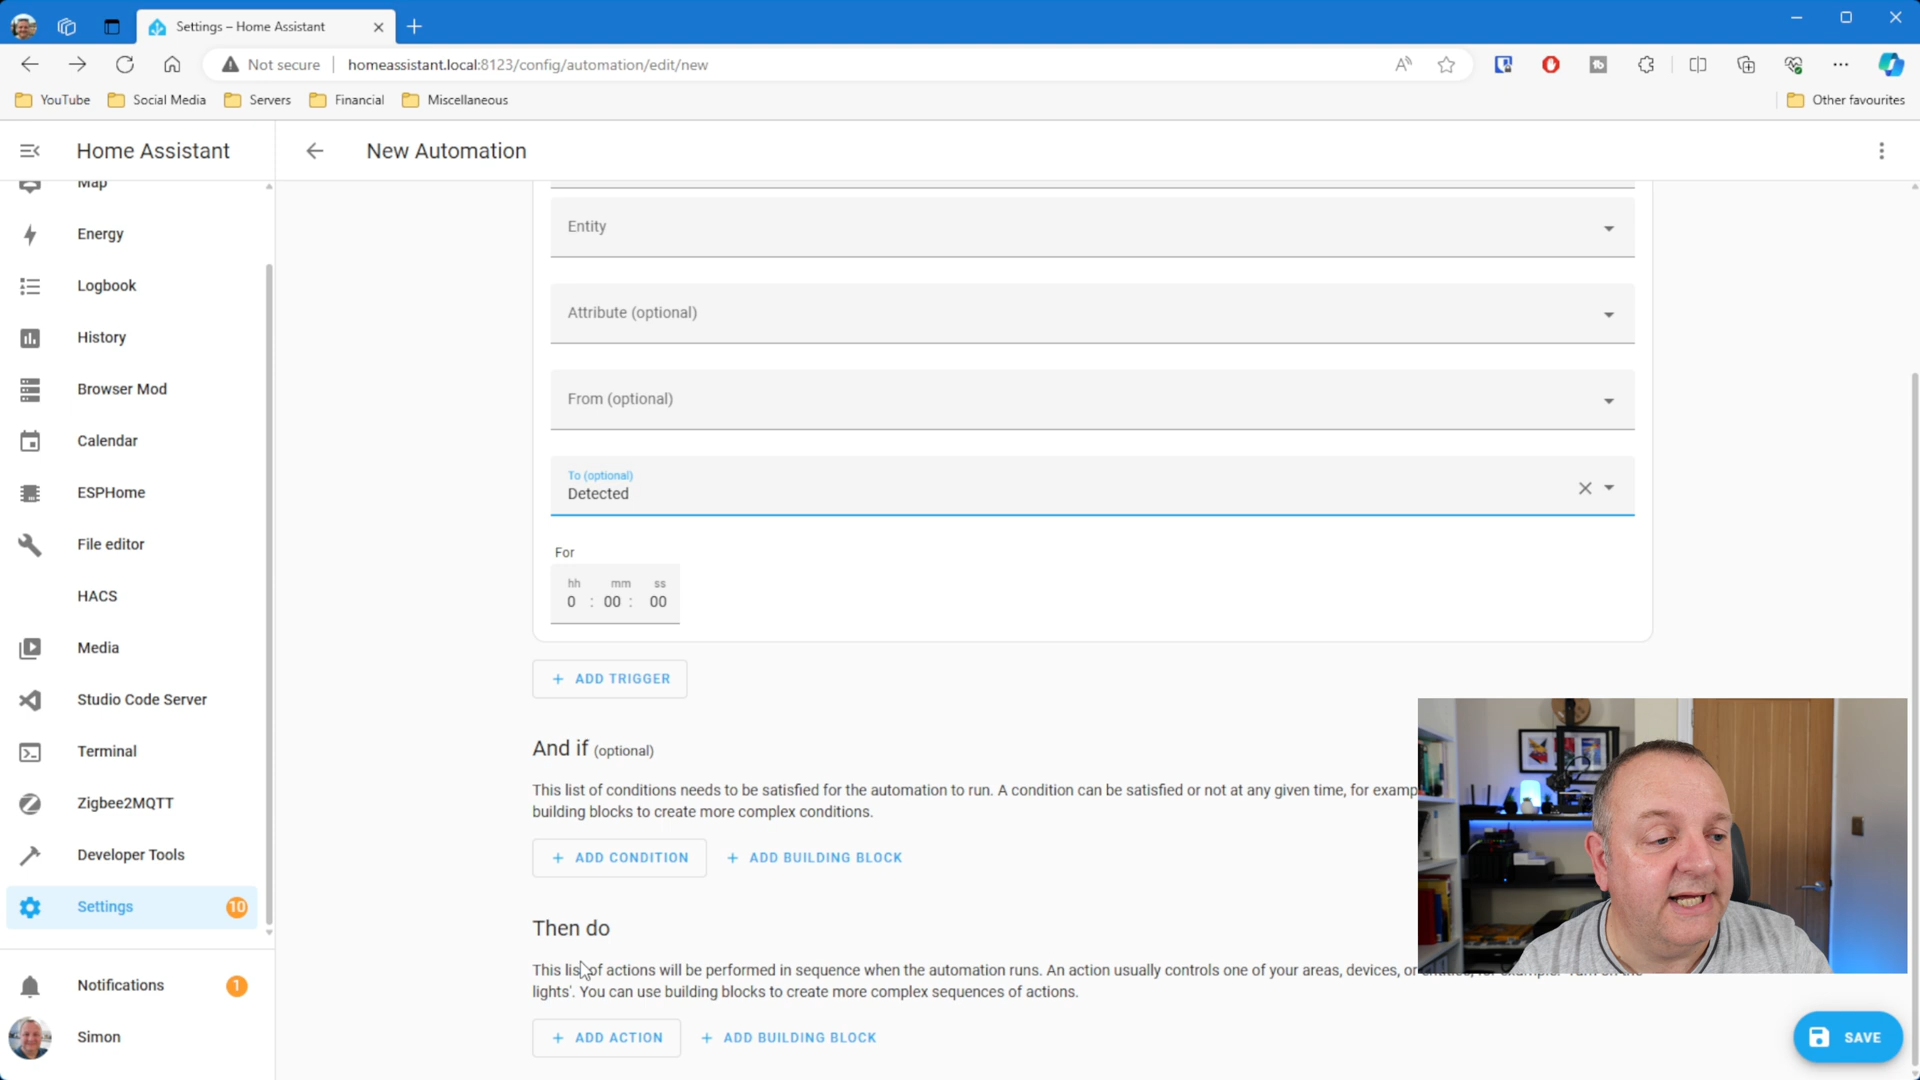 Settings – Home Assistant
Not secure
homeassistant.local:8123/config/automation/edit/new
YouTube
Social Media
Servers
Financial
Miscellaneous
Other favourites
Home Assistant
New Automation
Map
Energy
Logbook
History
Browser Mod
Calendar
ESPHome
File editor
HACS
Media
Studio Code Server
Terminal
Zigbee2MQTT
Developer Tools
Settings
10
Notifications
1
Simon
Entity
Attribute (optional)
From (optional)
To (optional)
Detected
For
hh mm ss
0 : 00 : 00
+ ADD TRIGGER
And if (optional)
This list of conditions needs to be satisfied for the automation to run. A condition can be satisfied or not at any given time, for
building blocks to create more complex conditions.
+ ADD CONDITION
+ ADD BUILDING BLOCK
Then do
This list of actions will be performed in sequence when the automation runs. An action usually controls one of your areas, devices, or
lights'. You can use building blocks to create more complex sequences of actions.
+ ADD ACTION
+ ADD BUILDING BLOCK
SAVE